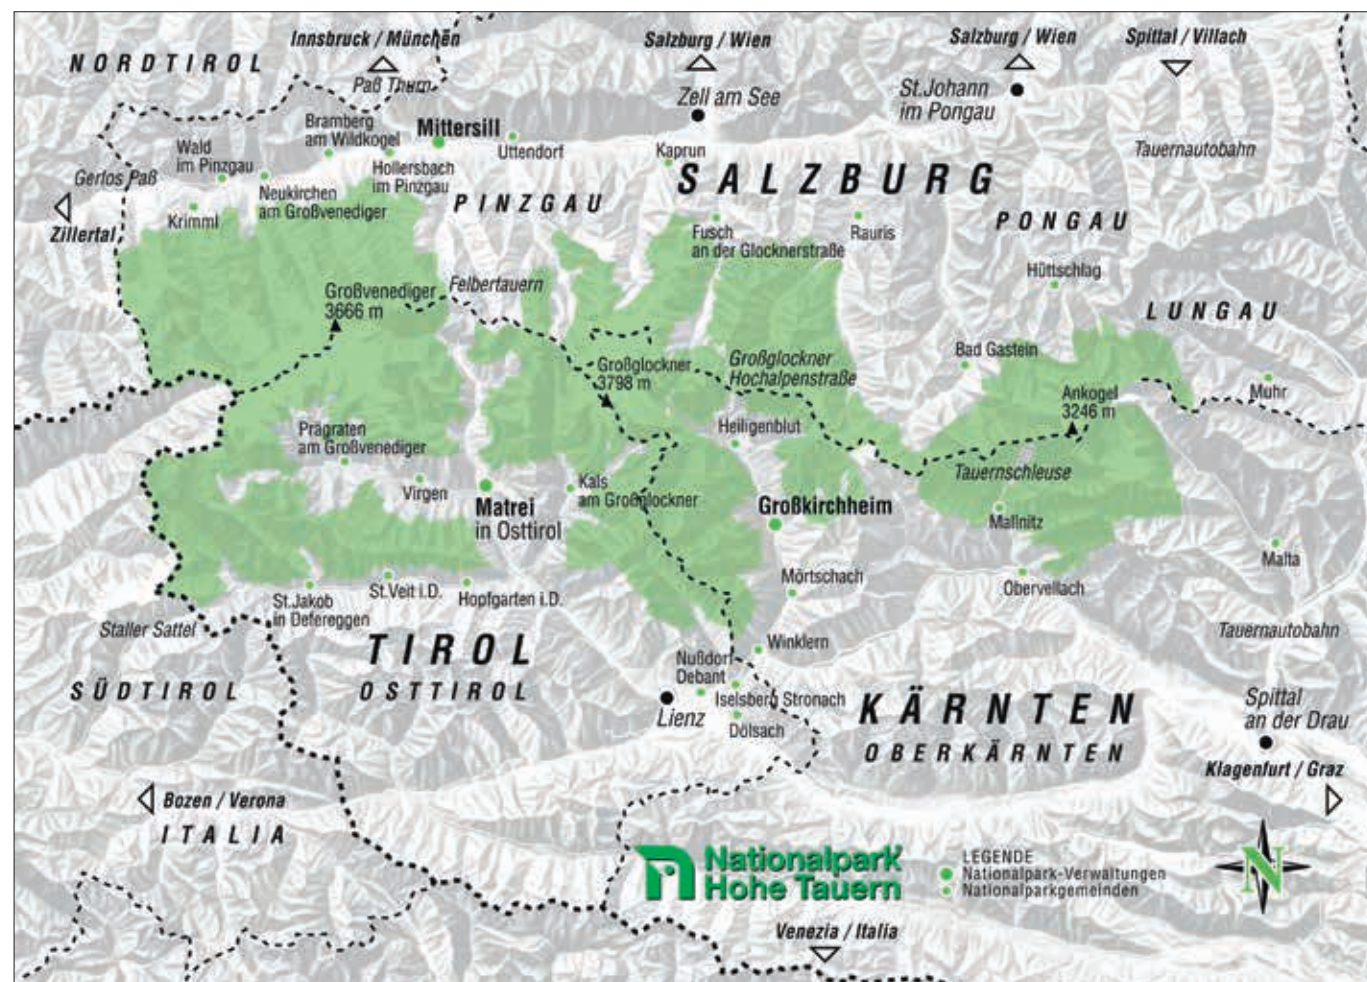 Innsbruck / München
Salzburg / Wien
Salzburg / Wien
Spittal / Villach
NORDTIROL
Paß Thurn
Zell am See
St.Johann
im Pongau
Bramberg
am Wildkogel
Mittersill
Uttendorf
Kaprun
Tauernautobahn
Wald
im Pinzgau
Hollersbach
im Pinzgau
SALZBURG
Gerlos Paß
Neukirchen
am Großvenediger
PINZGAU
Zillertal
Krimml
Fusch
an der Glocknerstraße
Rauris
PONGAU
Hüttschlag
Großvenediger
3666 m
Felbertauern
LUNGAU
Großglockner
3798 m
Großglockner
Hochalpenstraße
Bad Gastein
Ankogel
3246 m
Muhr
Prägraten
am Großvenediger
Heiligenblut
Tauernschleuse
Virgen
Matrei
in Osttirol
Kals
am Großglockner
Großkirchheim
Mallnitz
Malta
St.Jakob
in Defereggen
St.Veit i.D.
Hopfgarten i.D.
Mörtschach
Obervellach
Staller Sattel
TIROL
OSTTIROL
Winklern
Tauernautobahn
SÜDTIROL
Nußdorf
Debant
Iselsberg Stronach
Lienz
Dölsach
KÄRNTEN
OBERKÄRNTEN
Spittal
an der Drau
Klagenfurt / Graz
Bozen / Verona
ITALIA
Nationalpark
Hohe Tauern
LEGENDE
Nationalpark-Verwaltungen
Nationalparkgemeinden
N
Venezia / Italia